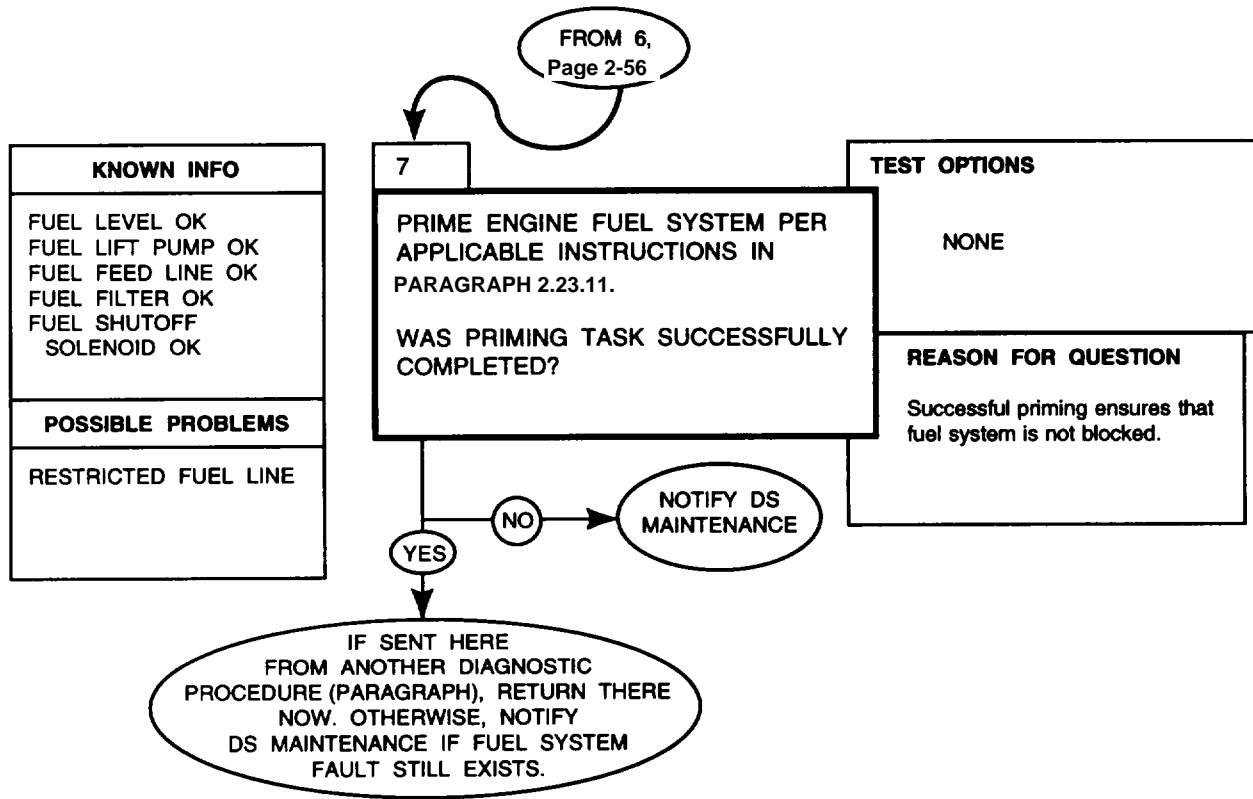 FROM 6,
Page 2-56
KNOWN INFO
FUEL LEVEL OK
FUEL LIFT PUMP OK
FUEL FEED LINE OK
FUEL FILTER OK
FUEL SHUTOFF
SOLENOID OK
POSSIBLE PROBLEMS
RESTRICTED FUEL LINE
7
PRIME ENGINE FUEL SYSTEM PER
APPLICABLE INSTRUCTIONS IN
PARAGRAPH 2.23.11.
WAS PRIMING TASK SUCCESSFULLY
COMPLETED?
TEST OPTIONS
NONE
REASON FOR QUESTION
Successful priming ensures that
fuel system is not blocked.
NO
NOTIFY DS
MAINTENANCE
YES
IF SENT HERE
FROM ANOTHER DIAGNOSTIC
PROCEDURE (PARAGRAPH), RETURN THERE
NOW. OTHERWISE, NOTIFY
DS MAINTENANCE IF FUEL SYSTEM
FAULT STILL EXISTS.